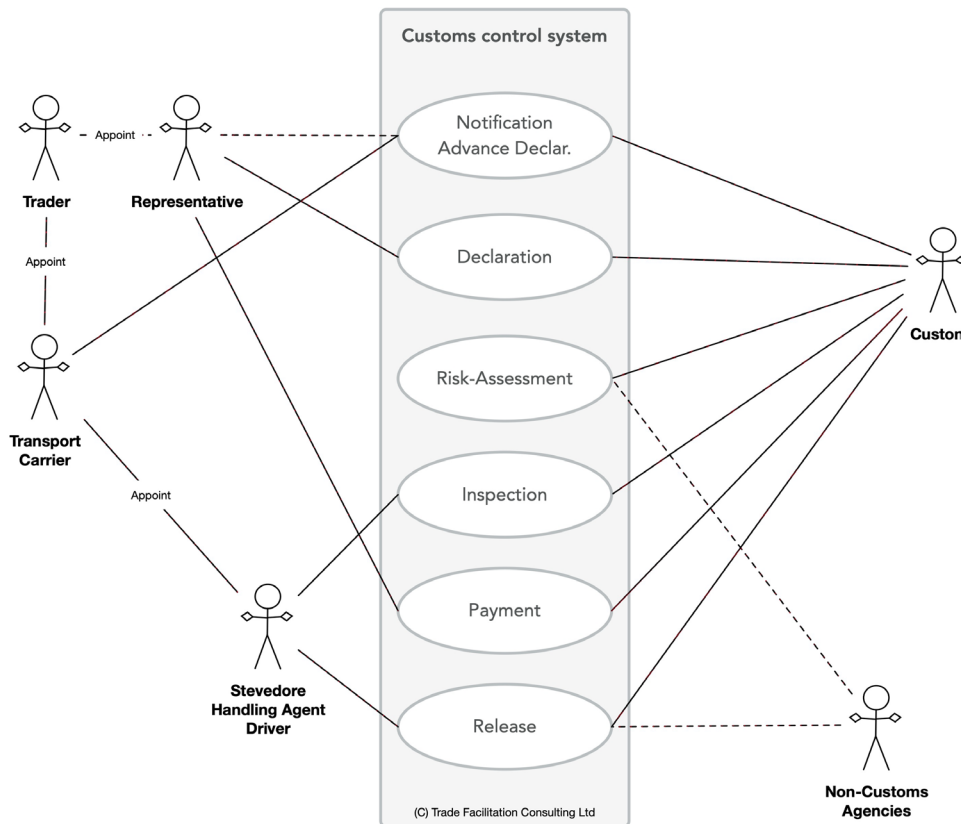 Customs control system
Notification
Advance Declar.
Appoint
Trader
Representative
Appoint
Declaration
Custom
Risk-Assessment
Transport
Carrier
Appoint
Inspection
Payment
Stevedore
Handling Agent
Driver
Release
Non-Customs
Agencies
(C) Trade Facilitation Consulting Ltd